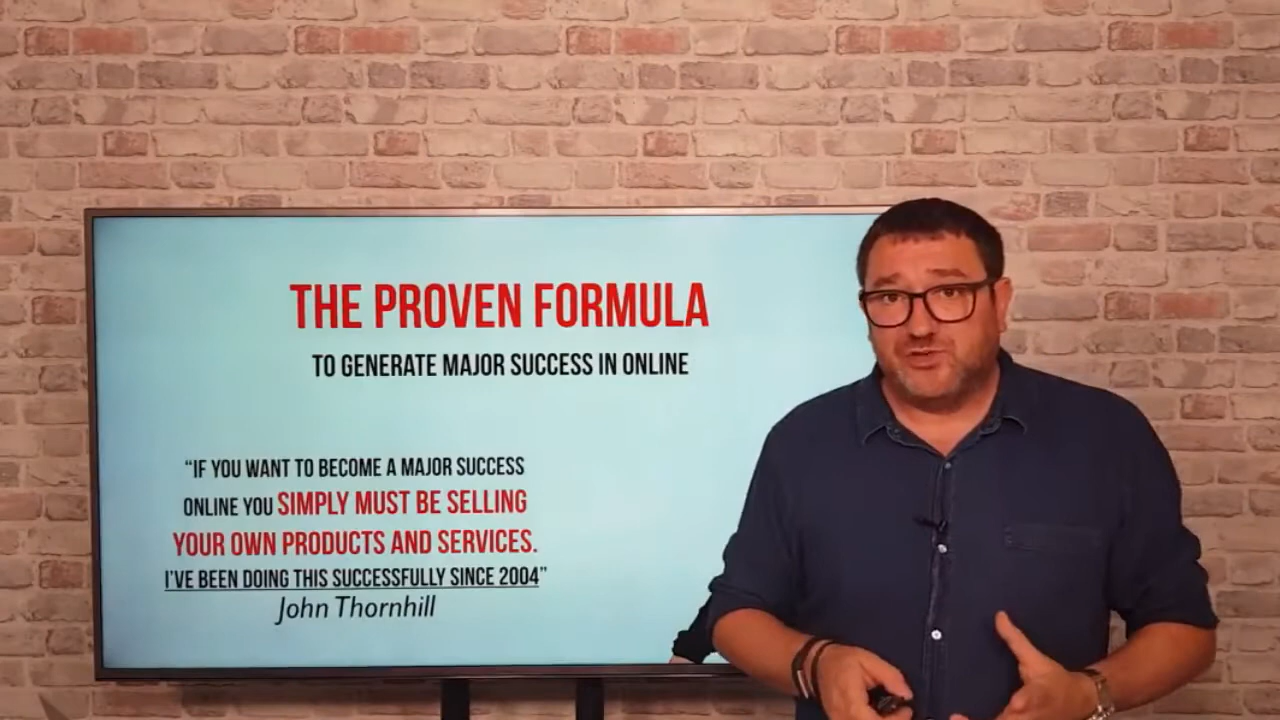 THE PROVEN FORMULA
TO GENERATE MAJOR SUCCESS IN ONLINE
“IF YOU WANT TO BECOME A MAJOR SUCCESS
ONLINE YOU SIMPLY MUST BE SELLING
YOUR OWN PRODUCTS AND SERVICES.
I’VE BEEN DOING THIS SUCCESSFULLY SINCE 2004”
John Thornhill